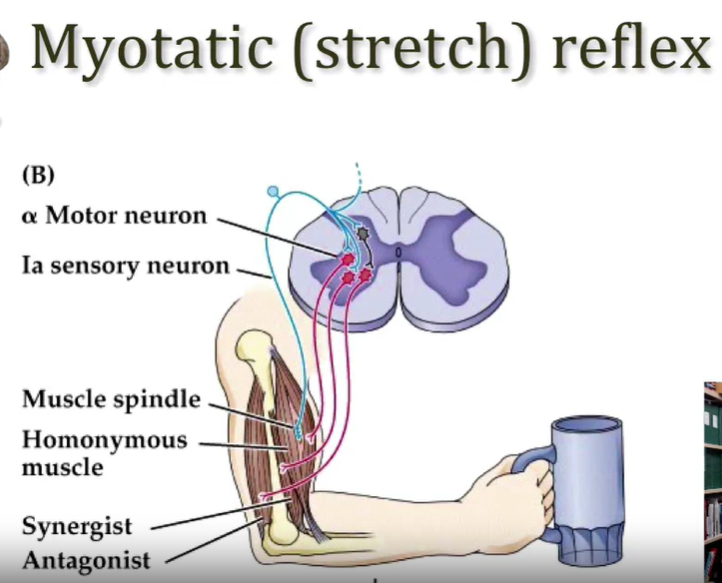 Myotatic (stretch) reflex
(B)
α Motor neuron
Ia sensory neuron
Muscle spindle
Homonymous
muscle
Synergist
Antagonist